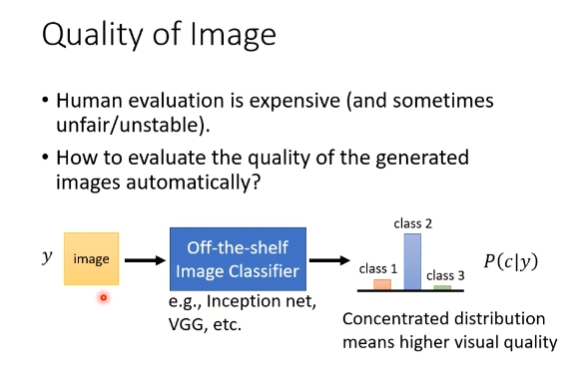 Quality of Image
• Human evaluation is expensive (and sometimes
unfair/unstable).
• How to evaluate the quality of the generated
images automatically?
y
image
Off-the-shelf
Image Classifier
e.g., Inception net,
VGG, etc.
class 1
class 2
class 3
P(c|y)
Concentrated distribution
means higher visual quality